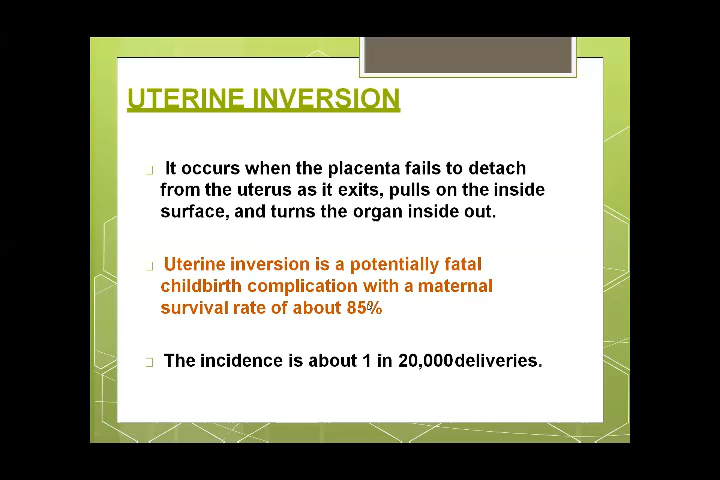 UTERINE INVERSION
It occurs when the placenta fails to detach
from the uterus as it exits, pulls on the inside
surface, and turns the organ inside out.
Uterine inversion is a potentially fatal
childbirth complication with a maternal
survival rate of about 85%
The incidence is about 1 in 20,000deliveries.